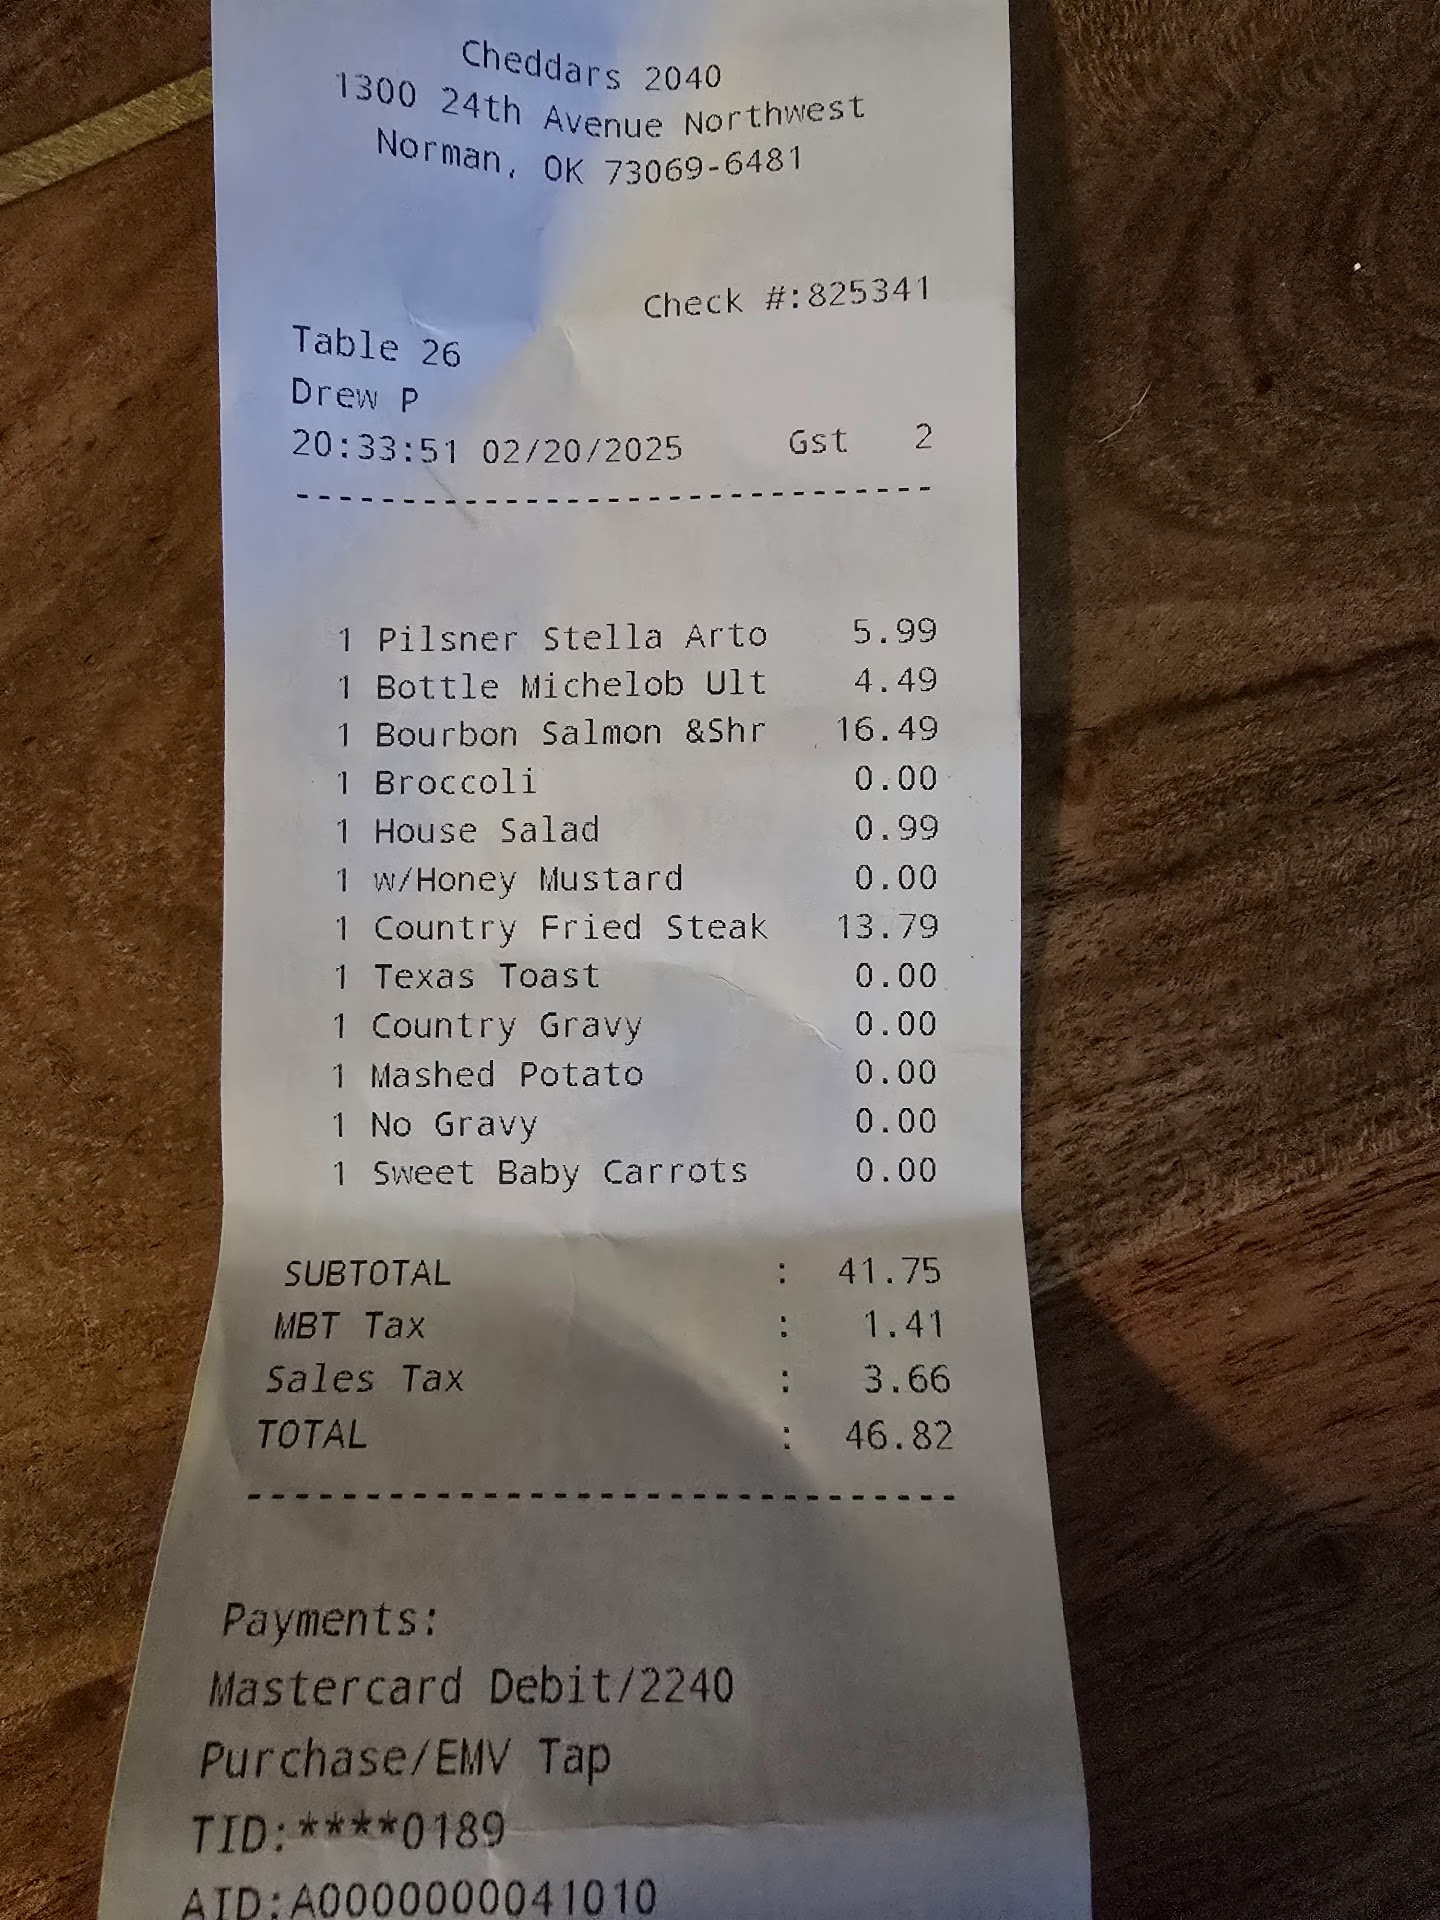 Cheddars 2040
1300 24th Avenue Northwest
Norman, OK 73069-6481
Check #:825341
Table 26
Drew P
20:33:51 02/20/2025 Gst 2
-------------------------------
1 Pilsner Stella Arto 5.99
1 Bottle Michelob Ult 4.49
1 Bourbon Salmon &Shr 16.49
1 Broccoli 0.00
1 House Salad 0.99
1 w/Honey Mustard 0.00
1 Country Fried Steak 13.79
1 Texas Toast 0.00
1 Country Gravy 0.00
1 Mashed Potato 0.00
1 No Gravy 0.00
1 Sweet Baby Carrots 0.00
SUBTOTAL : 41.75
MBT Tax : 1.41
Sales Tax : 3.66
TOTAL : 46.82
-------------------------------
Payments:
Mastercard Debit/2240
Purchase/EMV Tap
TID:****0189
AID:A0000000041010